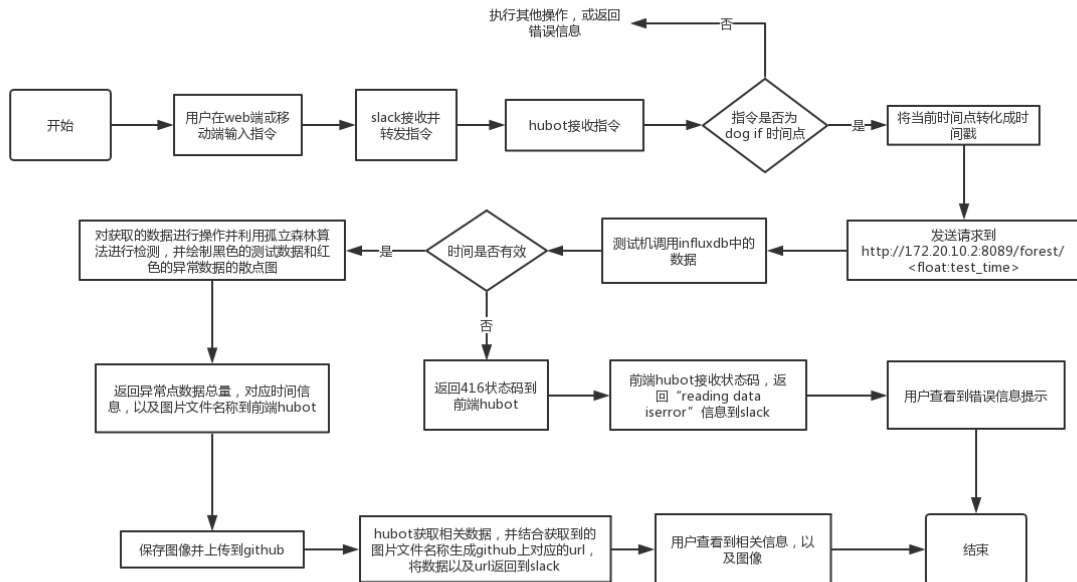 执行其他操作，或返回
错误信息
否
开始
用户在web端或移
动端输入指令
slack接收并
转发指令
hubot接收指令
指令是否为
dog if 时间点
是
将当前时间点转化成时
间戳
对获取的数据进行操作并利用孤立森林算
法进行检测，并绘制黑色的测试数据和红
色的异常数据的散点图
是
时间是否有效
测试机调用influxdb中的
数据
发送请求到
http://172.20.10.2:8089/forest/
<float:test_time>
否
返回异常点数据总量，对应时间信
息，以及图片文件名称到前端hubot
返回416状态码到
前端hubot
前端hubot接收状态码，返
回“reading data
iserror”信息到slack
用户查看到错误信息提示
保存图像并上传到github
hubot获取相关数据，并结合获取到的
图片文件名称生成github上对应的url，
将数据以及url返回到slack
用户查看到相关信息，以
及图像
结束